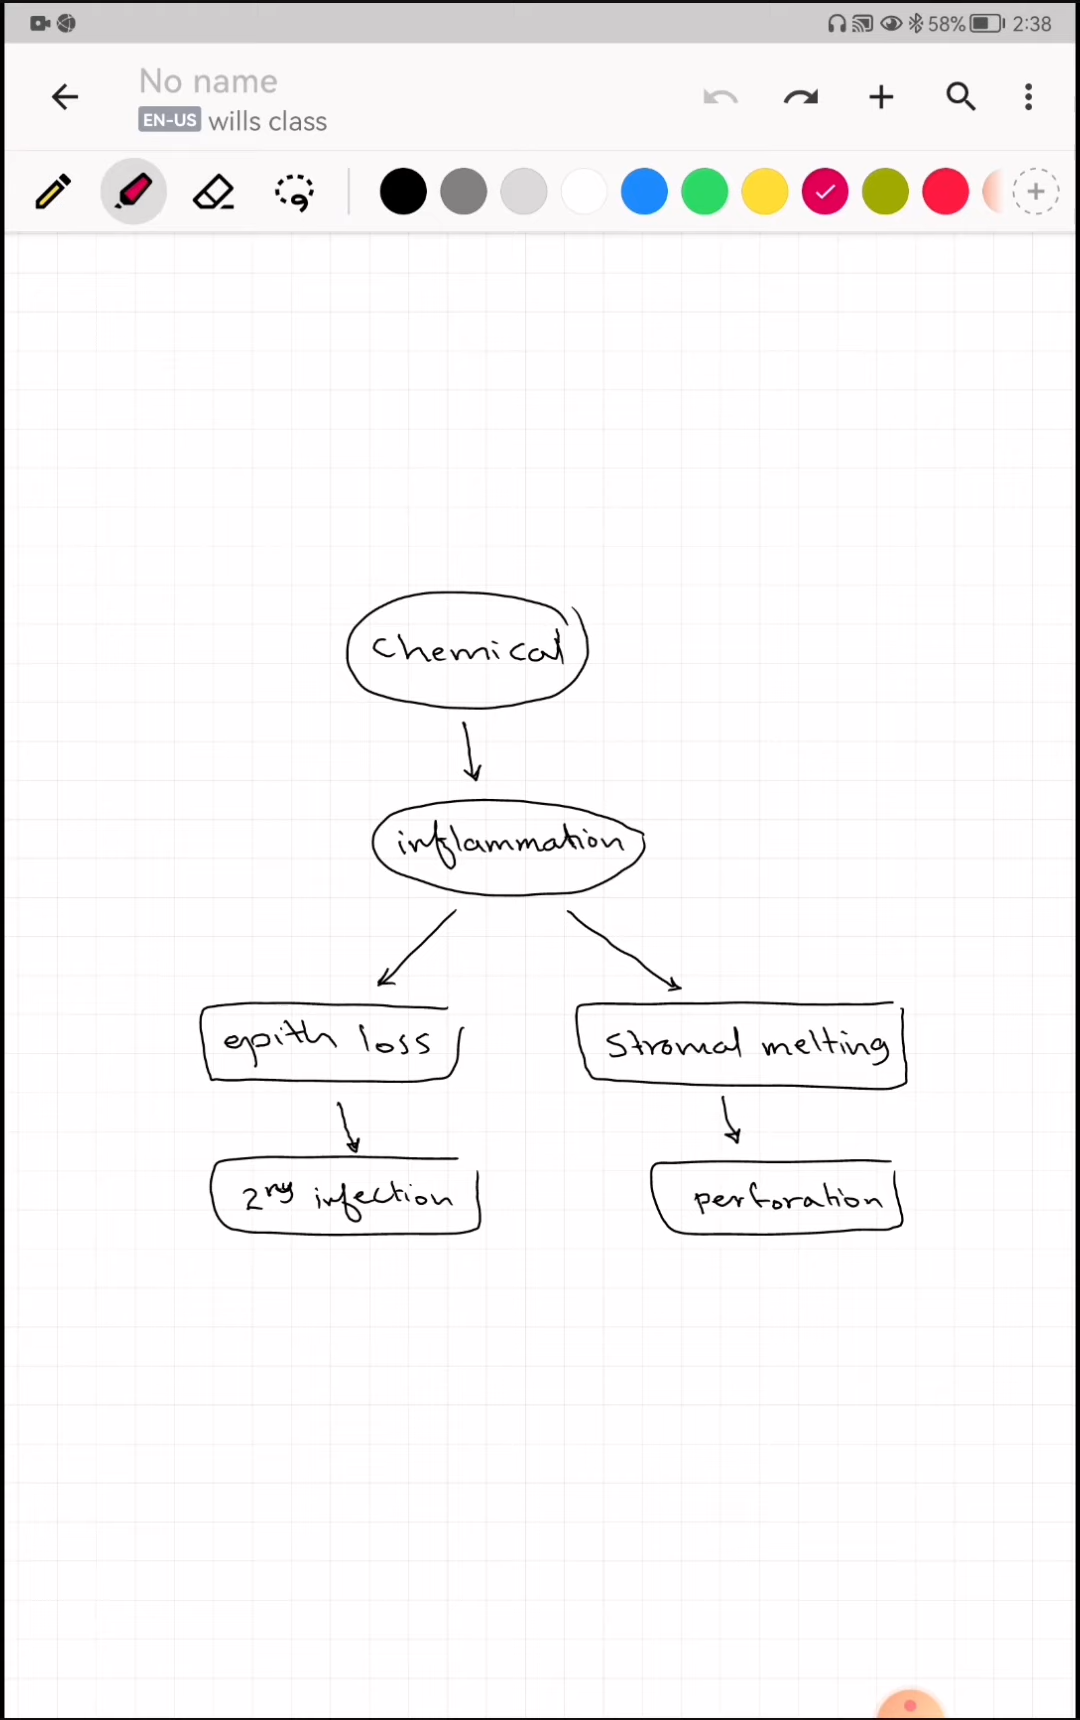 58% 2:38
No name
EN-US wills class
Chemical
inflammation
epith loss
stromal melting
2ry infection
perforation